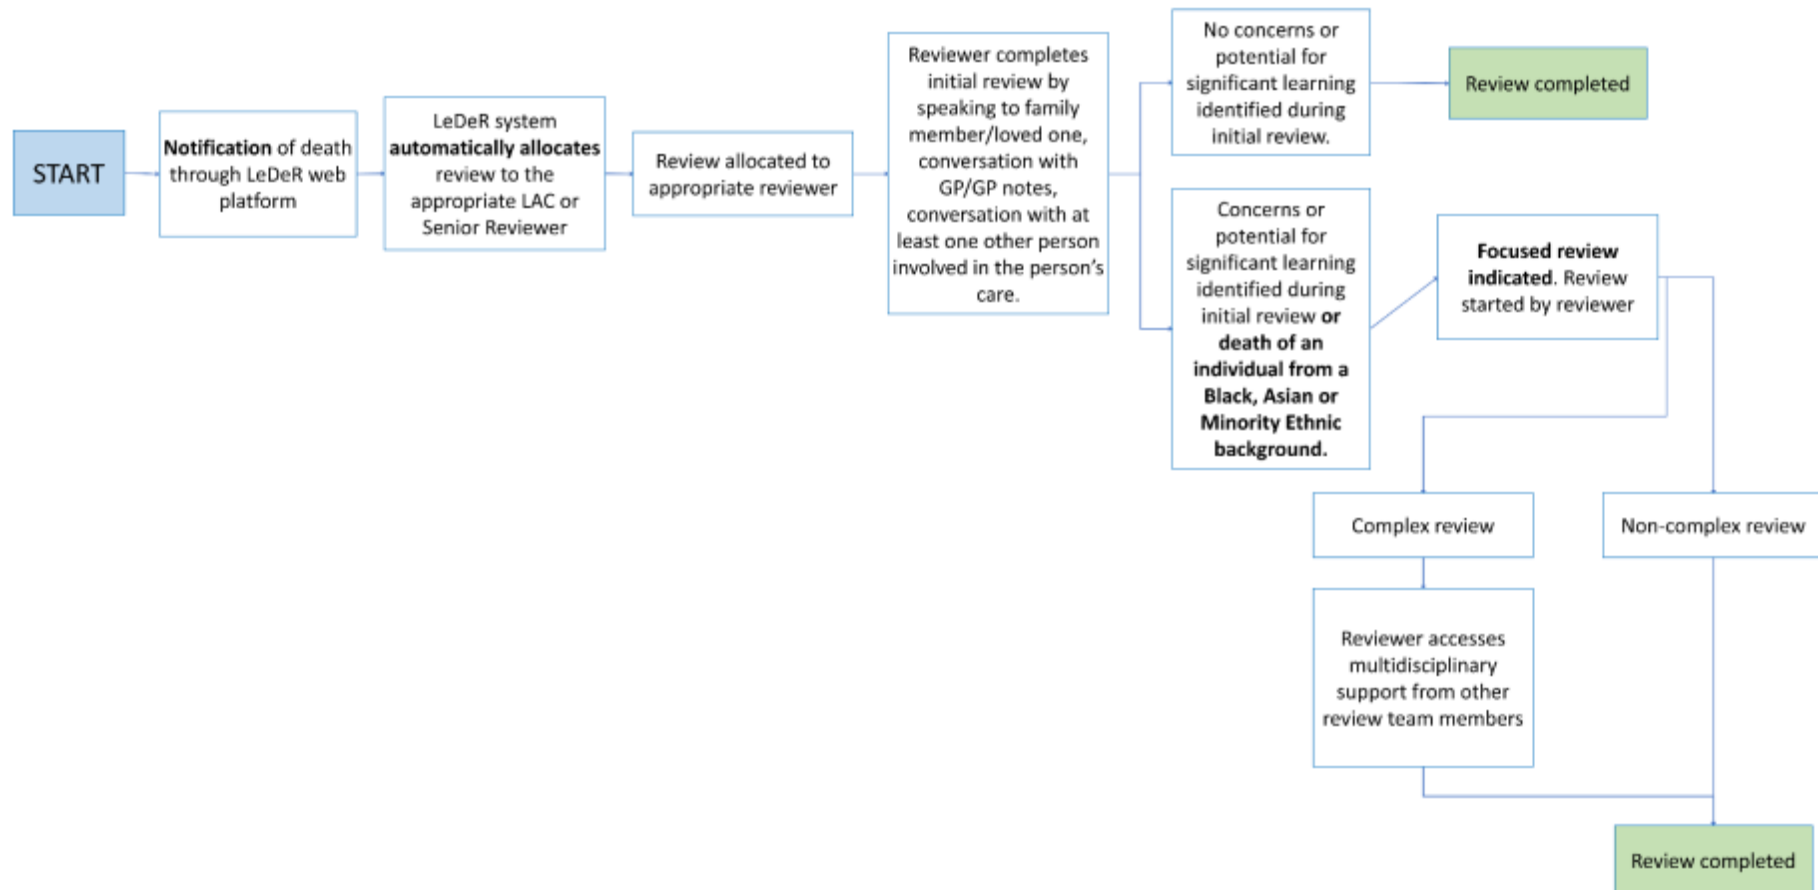 START
Notification of death
through LeDeR web
platform
LeDeR system
automatically allocates
review to the
appropriate LAC or
Senior Reviewer
Review allocated to
appropriate reviewer
Reviewer completes
initial review by
speaking to family
member/loved one,
conversation with
GP/GP notes,
conversation with at
least one other person
involved in the person's
care.
No concerns or
potential for
significant learning
identified during
initial review.
Review completed
Concerns or
potential for
significant learning
identified during
initial review or
death of an
individual from a
Black, Asian or
Minority Ethnic
background.
Focused review
indicated. Review
started by reviewer
Complex review
Non-complex review
Reviewer accesses
multidisciplinary
support from other
review team members
Review completed